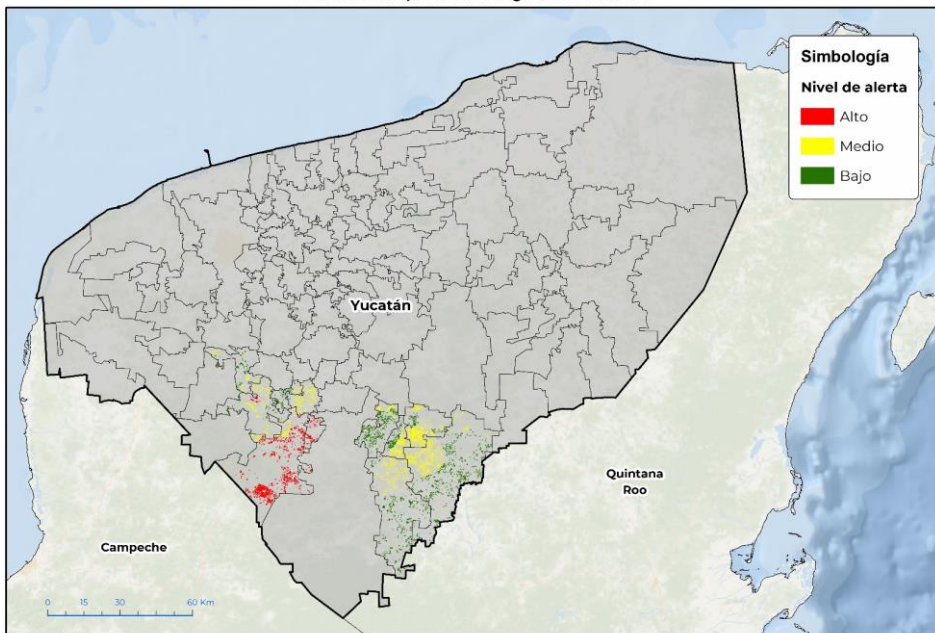 Simbología
Nivel de alerta
Alto
Medio
Bajo
Yucatán
Quintana
Roo
Campeche
0 15 30 60 Km